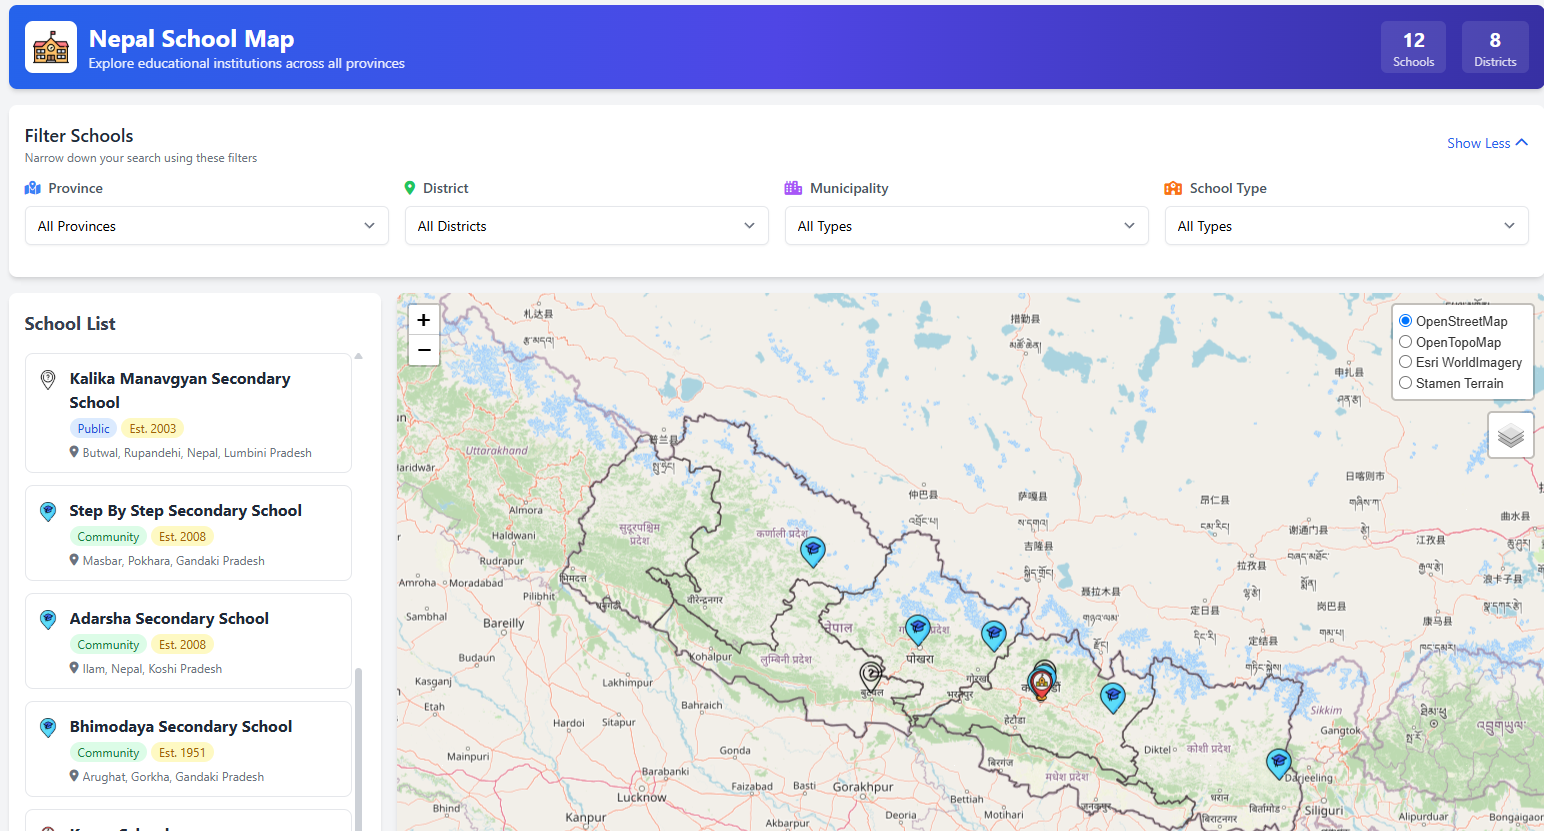 Nepal School Map
Explore educational institutions across all provinces
12
Schools
8
Districts
Filter Schools
Narrow down your search using these filters
Show Less
Province
District
Municipality
School Type
All Provinces
All Districts
All Types
All Types
School List
Kalika Manavgyan Secondary
School
Public
Est. 2003
Butwal, Rupandehi, Nepal, Lumbini Pradesh
Step By Step Secondary School
Community
Est. 2008
Masbar, Pokhara, Gandaki Pradesh
Adarsha Secondary School
Community
Est. 2008
Ilam, Nepal, Koshi Pradesh
Bhimodaya Secondary School
Community
Est. 1951
Arughat, Gorkha, Gandaki Pradesh
+
−
OpenStreetMap
OpenTopoMap
Esri WorldImagery
Stamen Terrain
札达县
措勤县
申扎县
普兰县
Uttarakhand
日喀则市
仲巴县
萨嘎县
昂仁县
谢通门县
曲水县
Almora
सुदूरपश्चिम
प्रदेश
कर्णाली प्रदेश
Haldwani
吉隆县
江孜县
Rudrapur
拉孜县
浪卡子县
Amroha
Moradabad
भिमदत्त
Pilibhit
धनगढी
वीरेन्द्रनगर
聂拉木县
定日县
岗巴县
康马县
Sambhal
Bareilly
नेपाल
定结县
Budaun
Kohalpur
लुम्बिनी प्रदेश
पोखरा
Kasganj
Lakhimpur
गोरखा
भरतपुर
Etah
Bahraich
बुटवल
हेटौडा
Sikkim
Gangtok
Hardoi
Sitapur
Diktel
कोशी प्रदेश
Mainpuri
Gonda
बिरगंज
मधेश प्रदेश
Darjeeling
Barabanki
Faizabad
Basti
Gorakhpur
Lucknow
Bettiah
जनकपुर
धरान
बिर्तामोड
Siliguri
Bhind
Kanpur
Akbarpur
Deoria
Motihari
बिराटनगर
Alipurduar
Bongaigaon